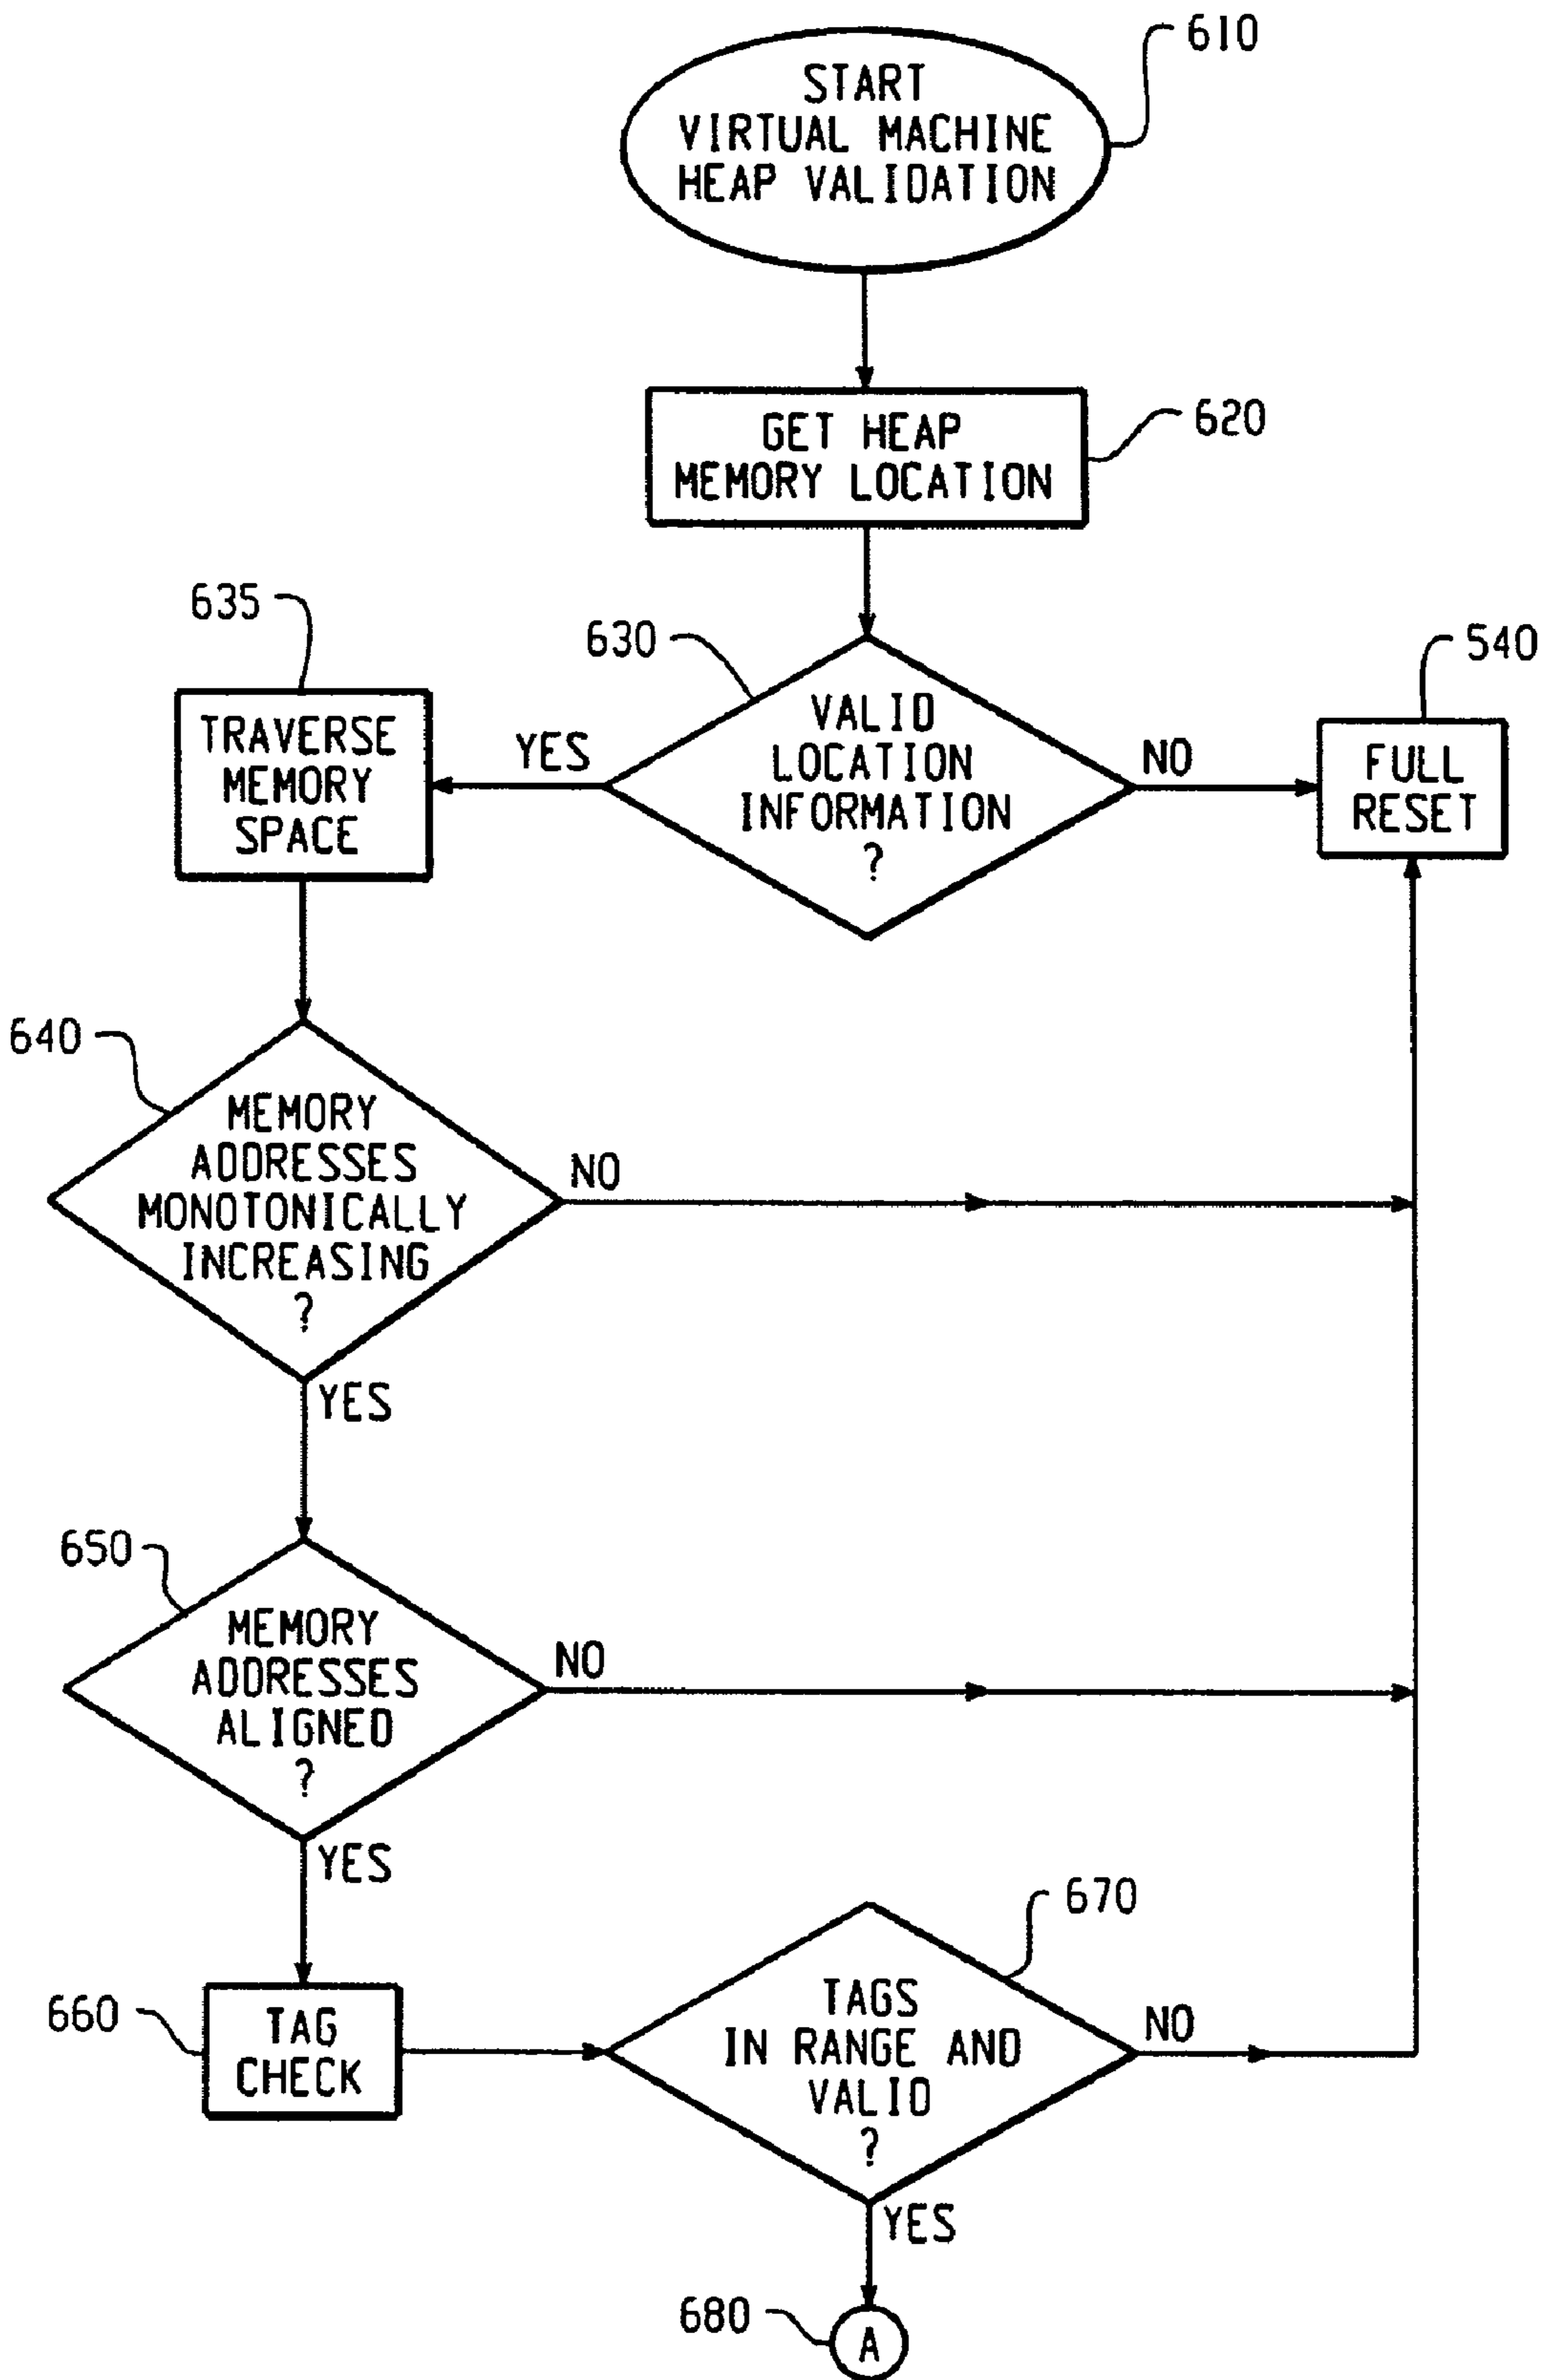 610
START
VIRTUAL MACHINE
HEAP VALIDATION
620
GET HEAP
MEMORY LOCATION
635
630
540
TRAVERSE
MEMORY
SPACE
YES
VALID
LOCATION
INFORMATION
?
NO
FULL
RESET
640
MEMORY
ADDRESSES
MONOTONICALLY
INCREASING
?
NO
YES
650
MEMORY
ADDRESSES
ALIGNED
?
NO
YES
660
TAG
CHECK
670
TAGS
IN RANGE AND
VALID
?
NO
YES
680
A